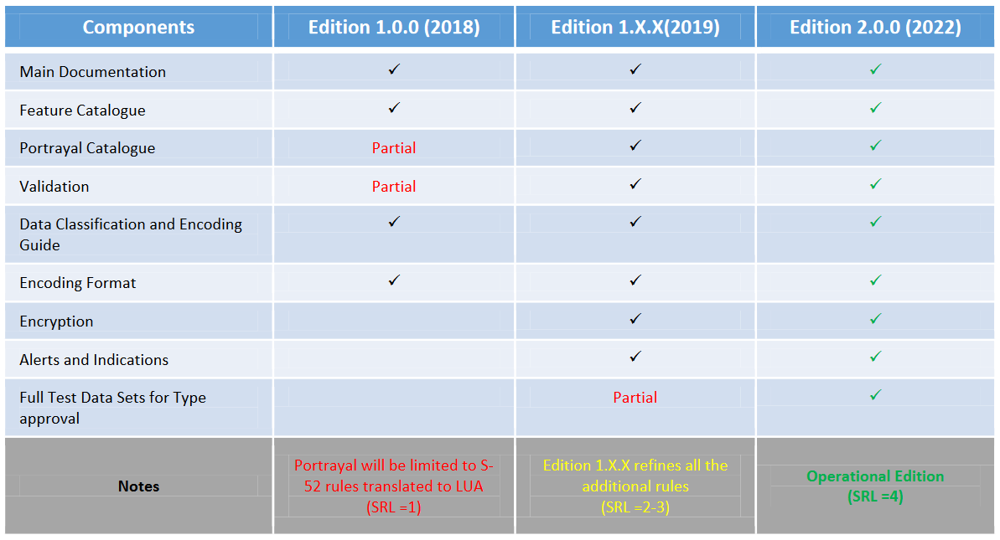 Components Edition 1.0.0 (2018) Edition 1.X.X(2019) Edition 2.0.0 (2022)
Main Documentation ✓ ✓ ✓
Feature Catalogue ✓ ✓ ✓
Portrayal Catalogue Partial ✓ ✓
Validation Partial ✓ ✓
Data Classification and Encoding
Guide ✓ ✓ ✓
Encoding Format ✓ ✓ ✓
Encryption ✓ ✓
Alerts and Indications ✓ ✓
Full Test Data Sets for Type
approval Partial ✓
Notes
Portrayal will be limited to S-
52 rules translated to LUA
(SRL =1)
Edition 1.X.X refines all the
additional rules
(SRL =2-3)
Operational Edition
(SRL =4)